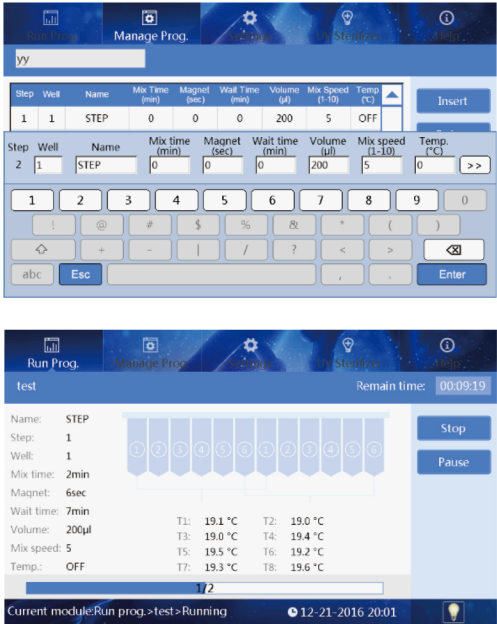 Run Prog. Manage Prog. Settings UV Sterilize Help
yy
Step Well Name Mix Time (min) Magnet (sec) Wait Time (min) Volume (μl) Mix Speed (1-10) Temp (℃)
Insert
1 1 STEP 0 0 0 200 5 OFF
Step Well Name Mix time (min) Magnet (sec) Wait time (min) Volume (μl) Mix speed (1-10) Temp. (℃)
2 1 STEP 0 0 0 200 5 0 >>
1 2 3 4 5 6 7 8 9 0
! @ # $ % & * ( )
+ - | / ? < >
abc Esc , . Enter
Run Prog. Manage Prog. Settings UV Sterilize Help
test Remain time: 00:09:19
Name: STEP
Step: 1
Well: 1
Mix time: 2min
Magnet: 6sec
Wait time: 7min
Volume: 200μl
Mix speed: 5
Temp.: OFF
1 2 3 4 5 6 1 2 3 4 5 6
T1: 19.1 °C T2: 19.0 °C
T3: 19.0 °C T4: 19.4 °C
T5: 19.5 °C T6: 19.2 °C
T7: 19.3 °C T8: 19.6 °C
Stop
Pause
1/2
Current module:Run prog.>test>Running 12-21-2016 20:01